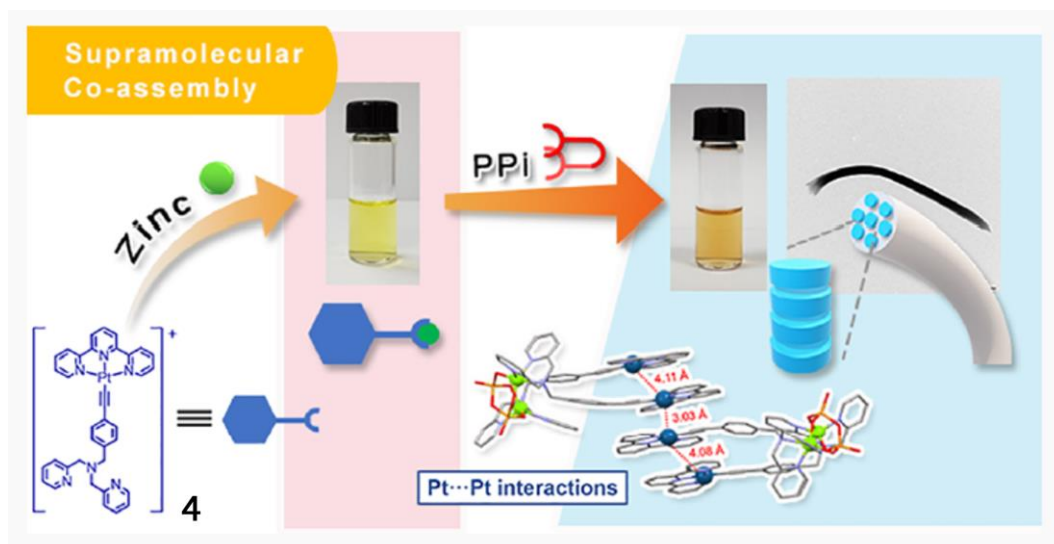 Supramolecular
Co-assembly
Zinc
PPi
+
N
N
N
Pt
N
N
N
4
4.11 Å
3.03 Å
4.08 Å
Pt···Pt interactions